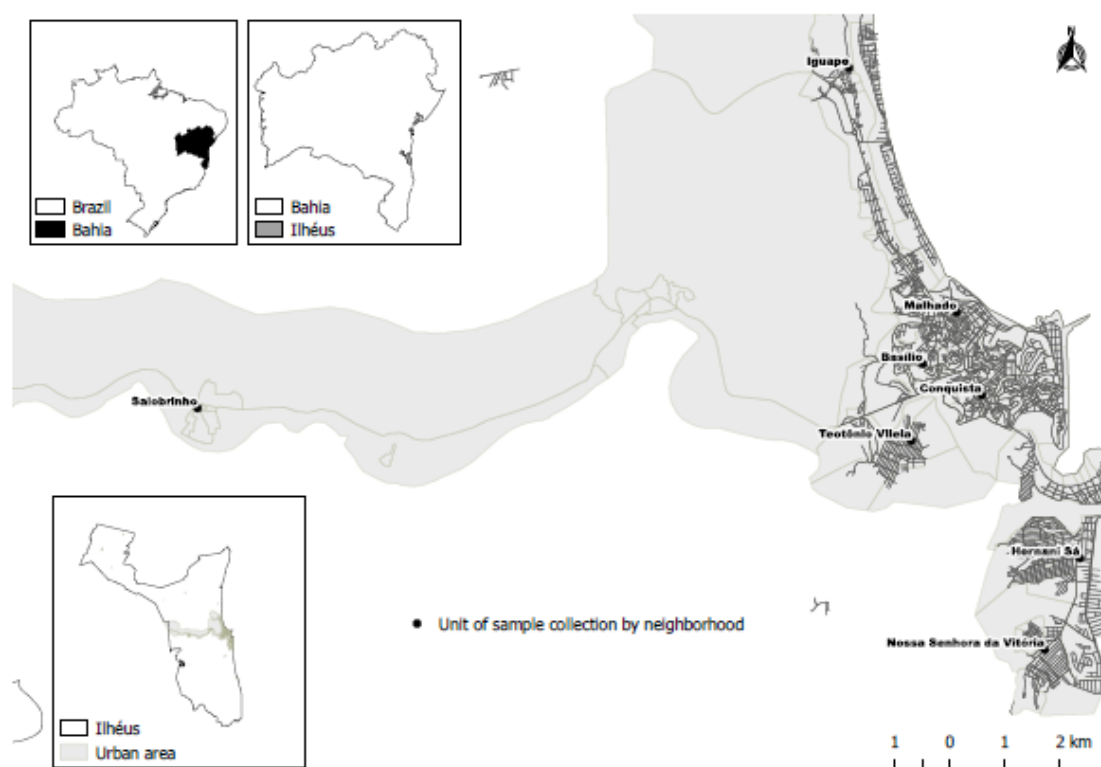 N
Iguape
Brazil
Bahia
Bahia
Ilhéus
Malhado
Basílio
Conquista
Salobrinho
Teotônio Vilela
Hernani Sá
Unit of sample collection by neighborhood
Nossa Senhora da Vitória
Ilhéus
Urban area
1 0 1 2 km